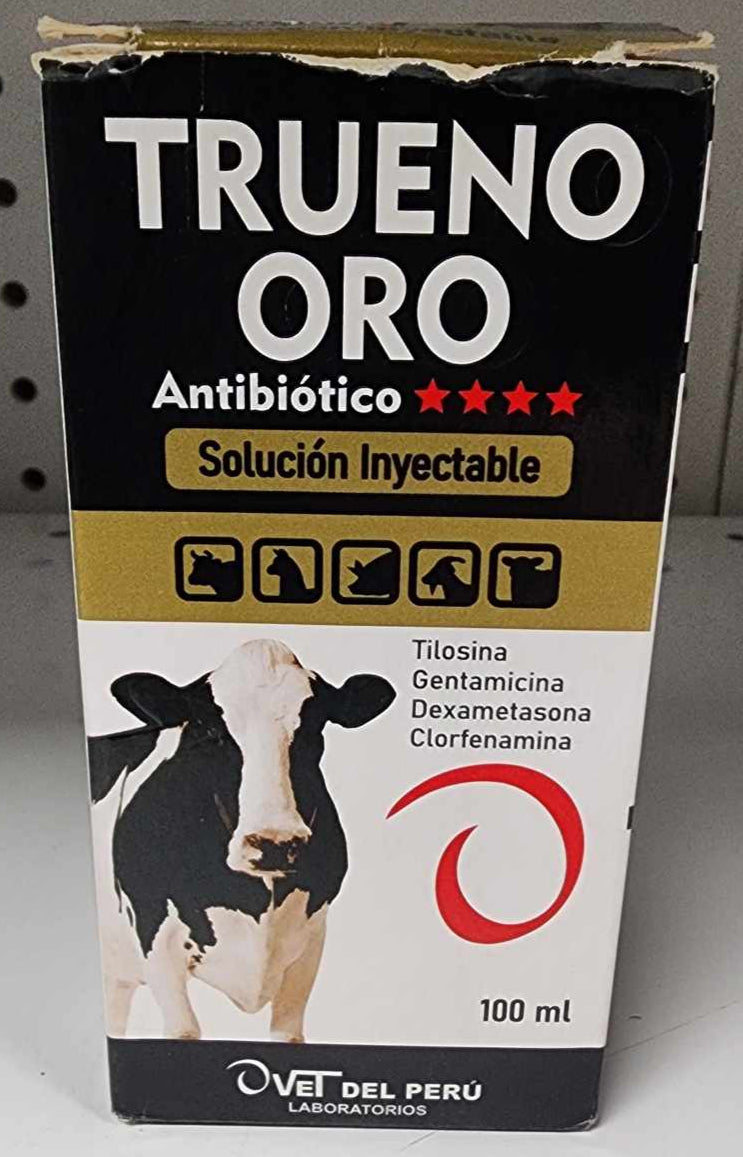 TRUENO
ORO
Antibiótico
Solución Inyectable
Tilosina
Gentamicina
Dexametasona
Clorfenamina
100 ml
VET DEL PERÚ
LABORATORIOS